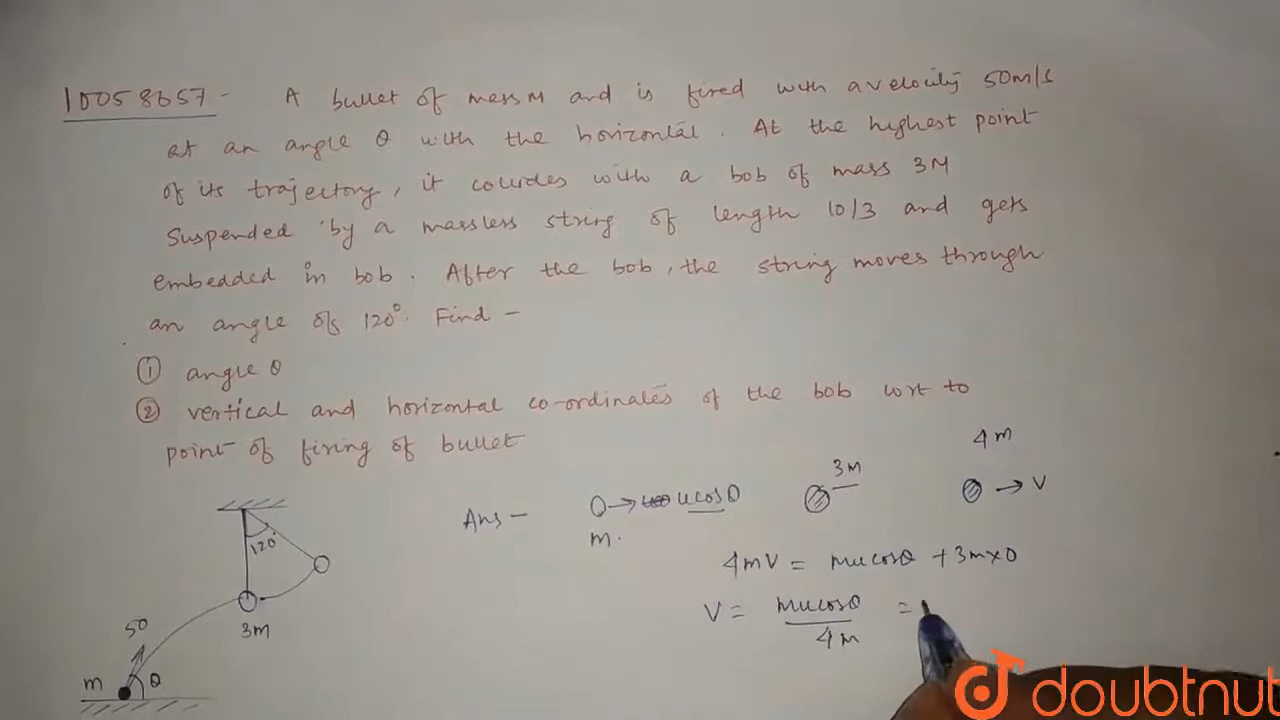 10058657 - A bullet of mass M and is fired with a velocity 50m/s
at an angle θ with the horizontal. At the highest point
of its trajectory, it collides with a bob of mass 3M
suspended by a massless string of length 10/3 and gets
embedded in bob. After the bob, the string moves through
an angle of 120°. Find -
① angle θ
② vertical and horizontal co-ordinates of the bob wrt to
point of firing of bullet
4m
3M
Ans - → ucosθ → V
m.
120°
4mV = mucosθ + 3m×0
V = mucosθ / 4m =
50
3M
m θ
doubtnut